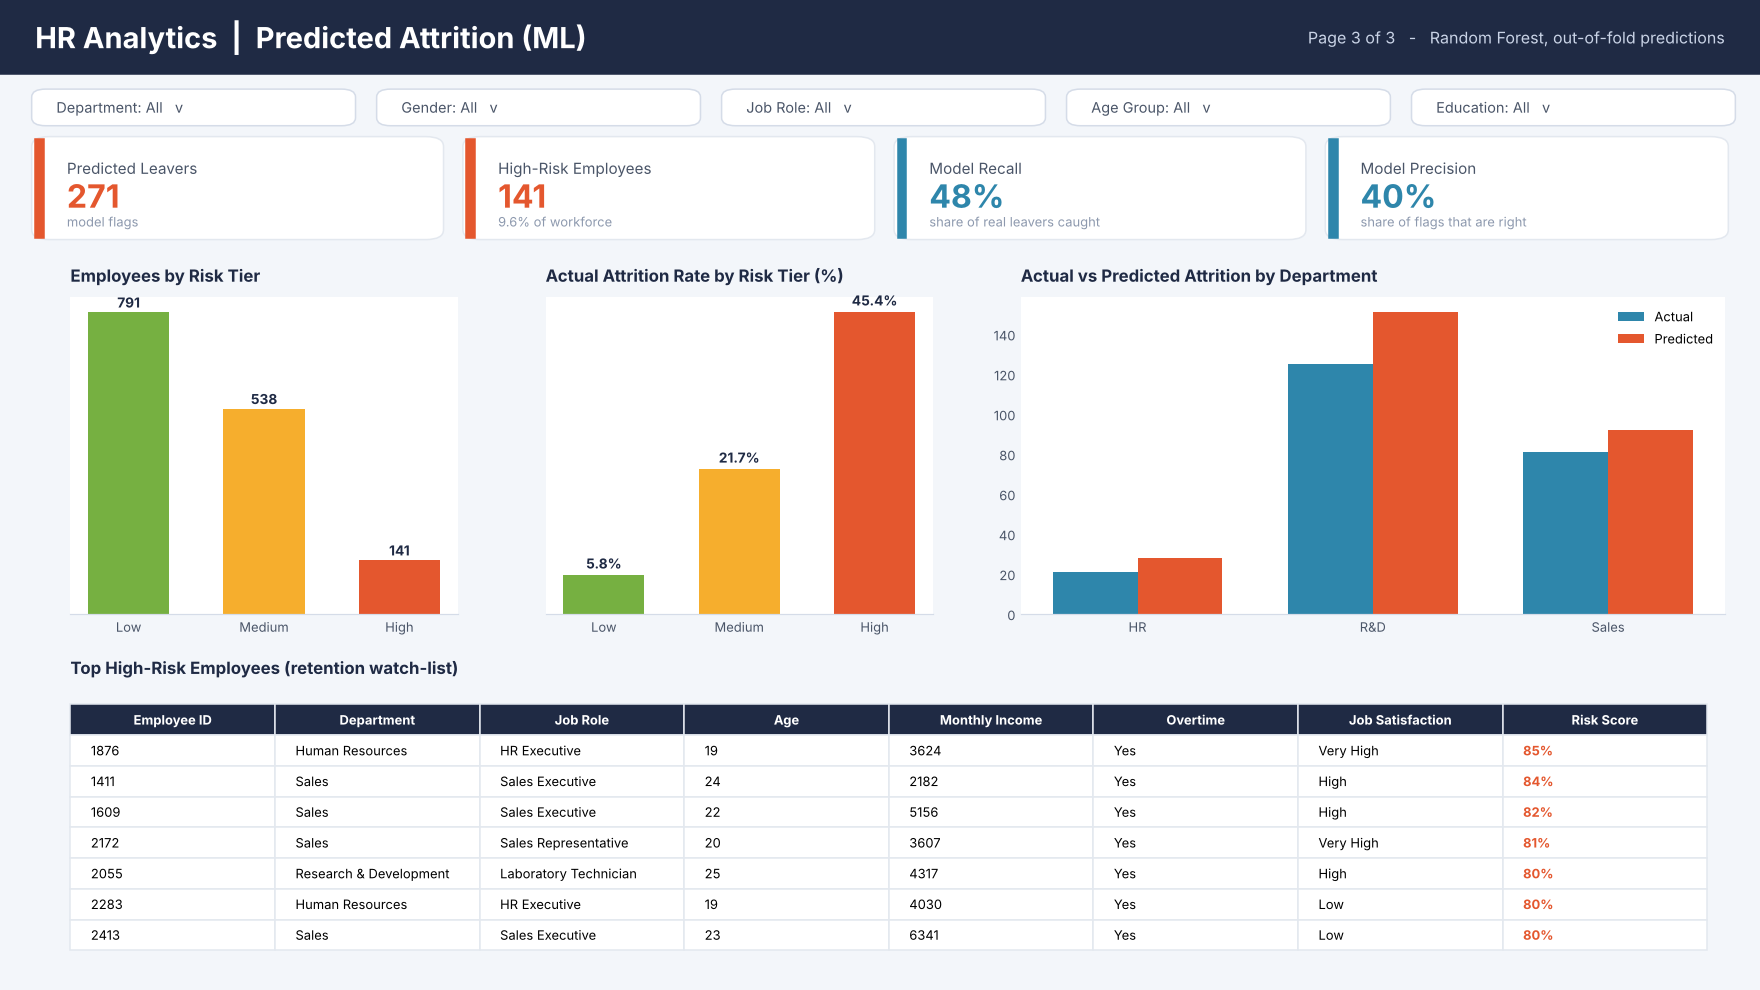 HR Analytics | Predicted Attrition (ML)
Page 3 of 3 - Random Forest, out-of-fold predictions
Department: All v
Gender: All v
Job Role: All v
Age Group: All v
Education: All v
Predicted Leavers
271
model flags
High-Risk Employees
141
9.6% of workforce
Model Recall
48%
share of real leavers caught
Model Precision
40%
share of flags that are right
Employees by Risk Tier
791
538
141
Low Medium High
Actual Attrition Rate by Risk Tier (%)
45.4%
21.7%
5.8%
Low Medium High
Actual vs Predicted Attrition by Department
Actual
Predicted
140
120
100
80
60
40
20
0
HR R&D Sales
Top High-Risk Employees (retention watch-list)
Employee ID Department Job Role Age Monthly Income Overtime Job Satisfaction Risk Score
1876 Human Resources HR Executive 19 3624 Yes Very High 85%
1411 Sales Sales Executive 24 2182 Yes High 84%
1609 Sales Sales Executive 22 5156 Yes High 82%
2172 Sales Sales Representative 20 3607 Yes Very High 81%
2055 Research & Development Laboratory Technician 25 4317 Yes High 80%
2283 Human Resources HR Executive 19 4030 Yes Low 80%
2413 Sales Sales Executive 23 6341 Yes Low 80%